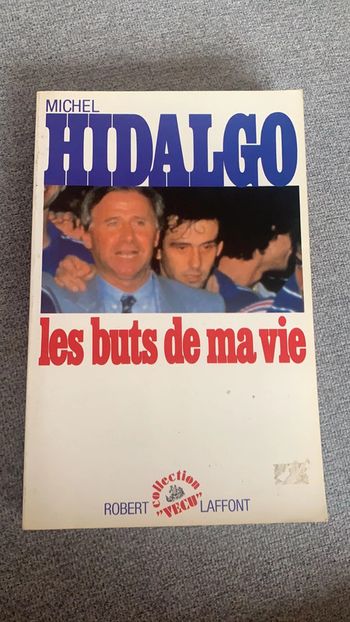 MICHEL
HIDALGO
les buts de ma vie
collection
ROBERT "VECU" LAFFONT